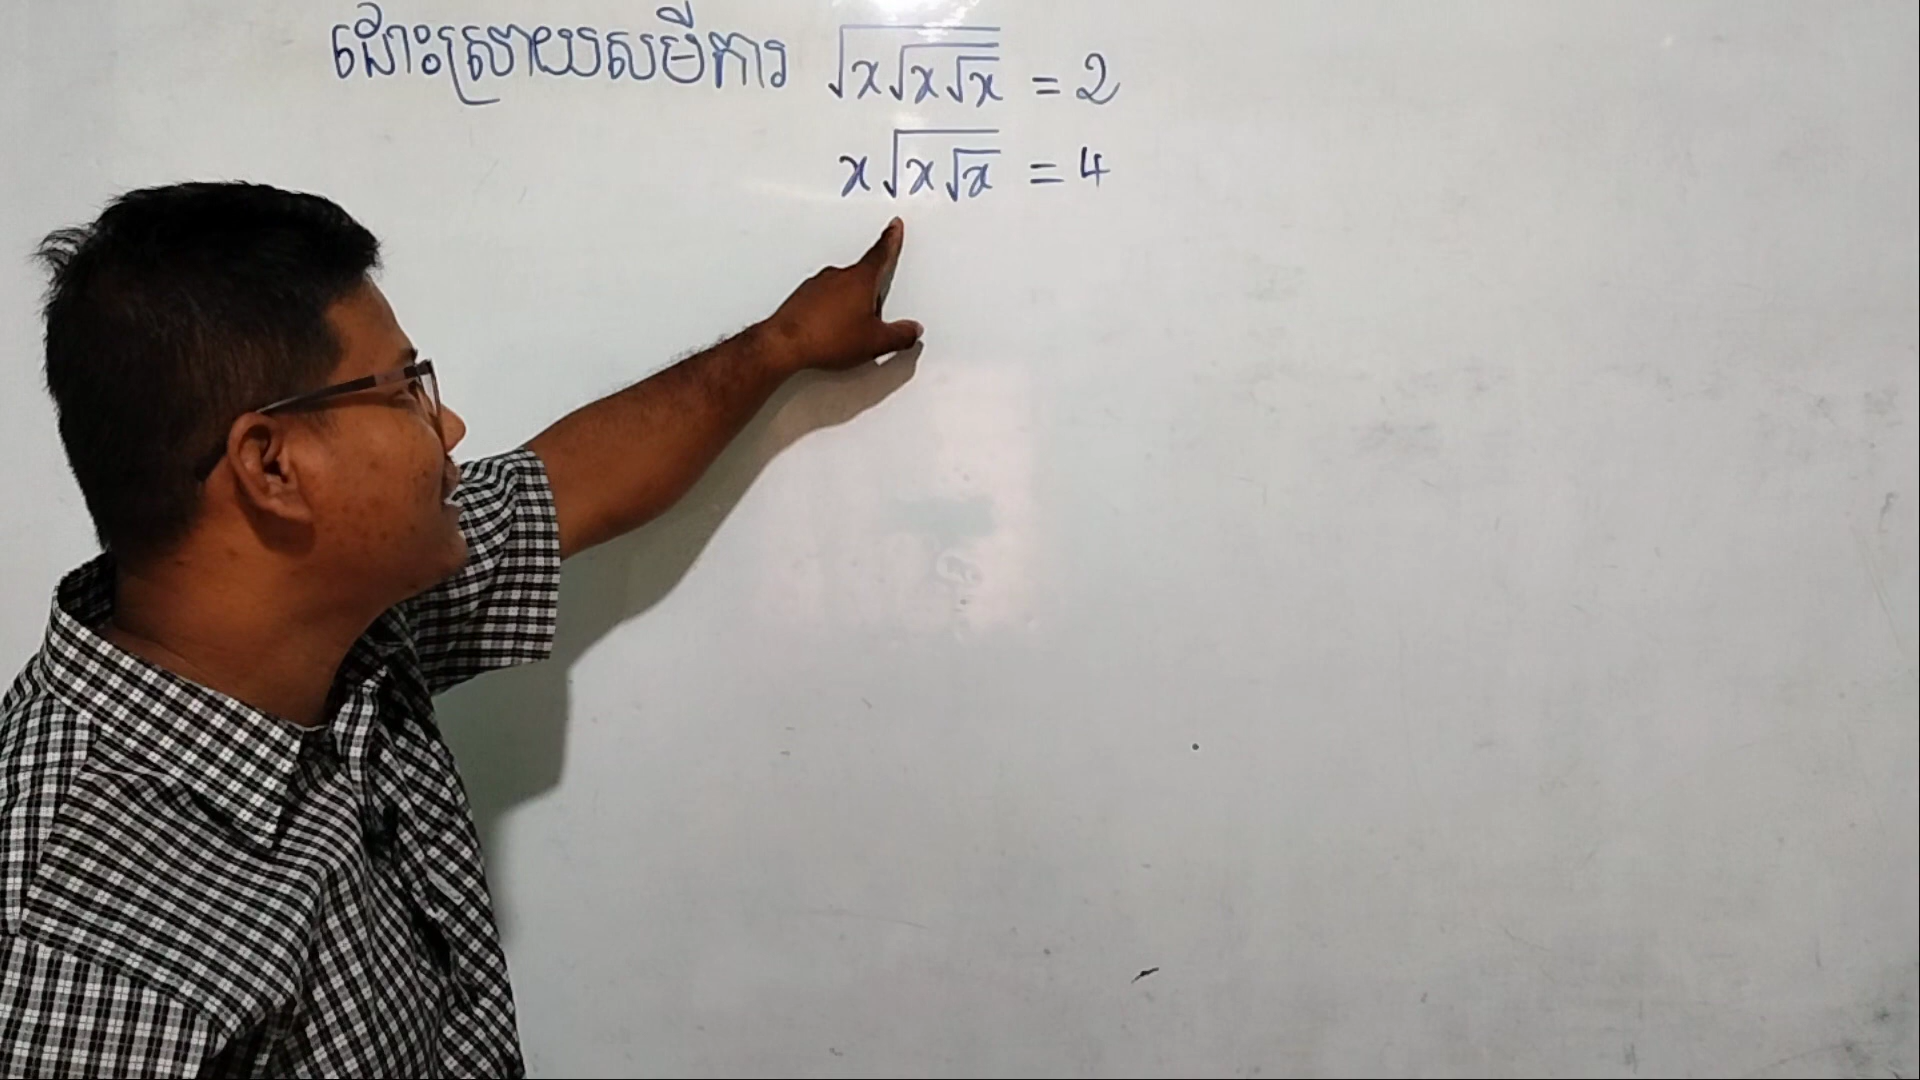 ដោះស្រាយសមីការ √(x√(x√x)) = 2
x√(x√x) = 4